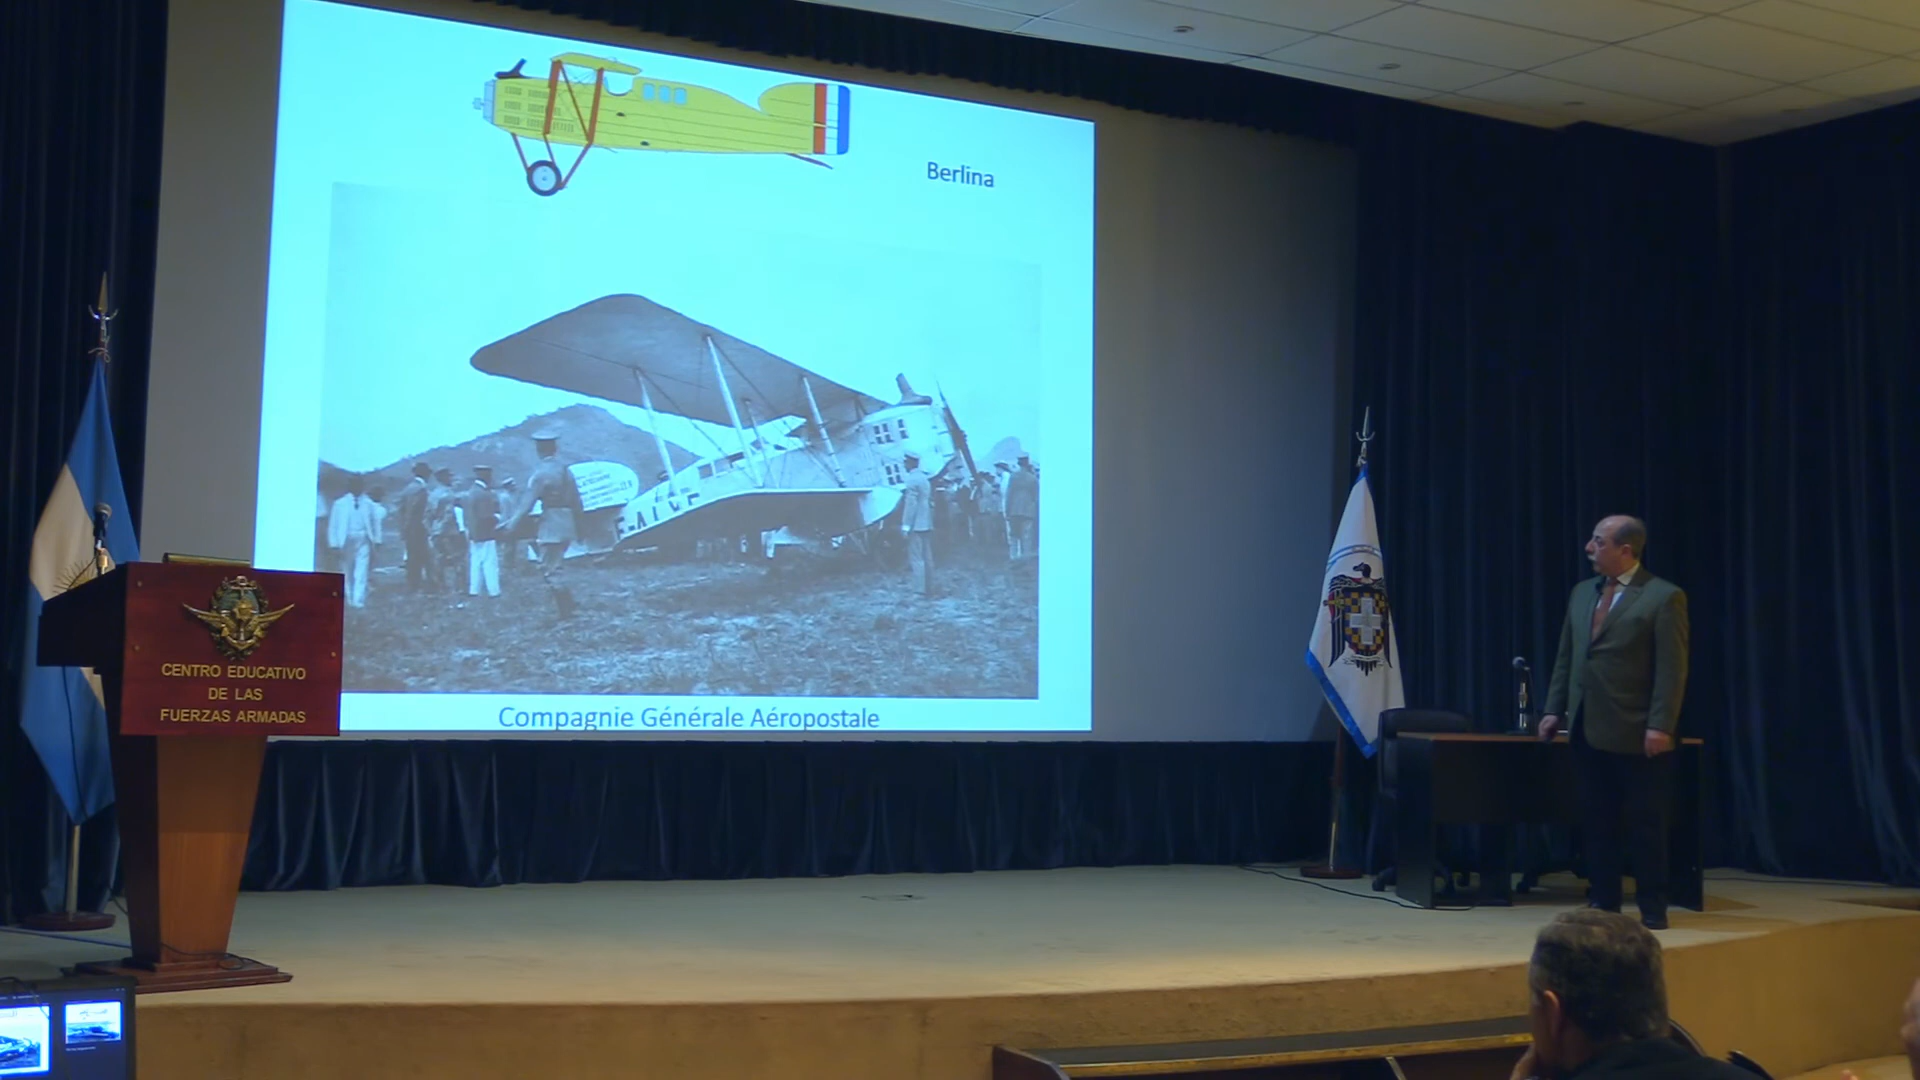 Berlina
Compagnie Générale Aéropostale
CENTRO EDUCATIVO
DE LAS
FUERZAS ARMADAS